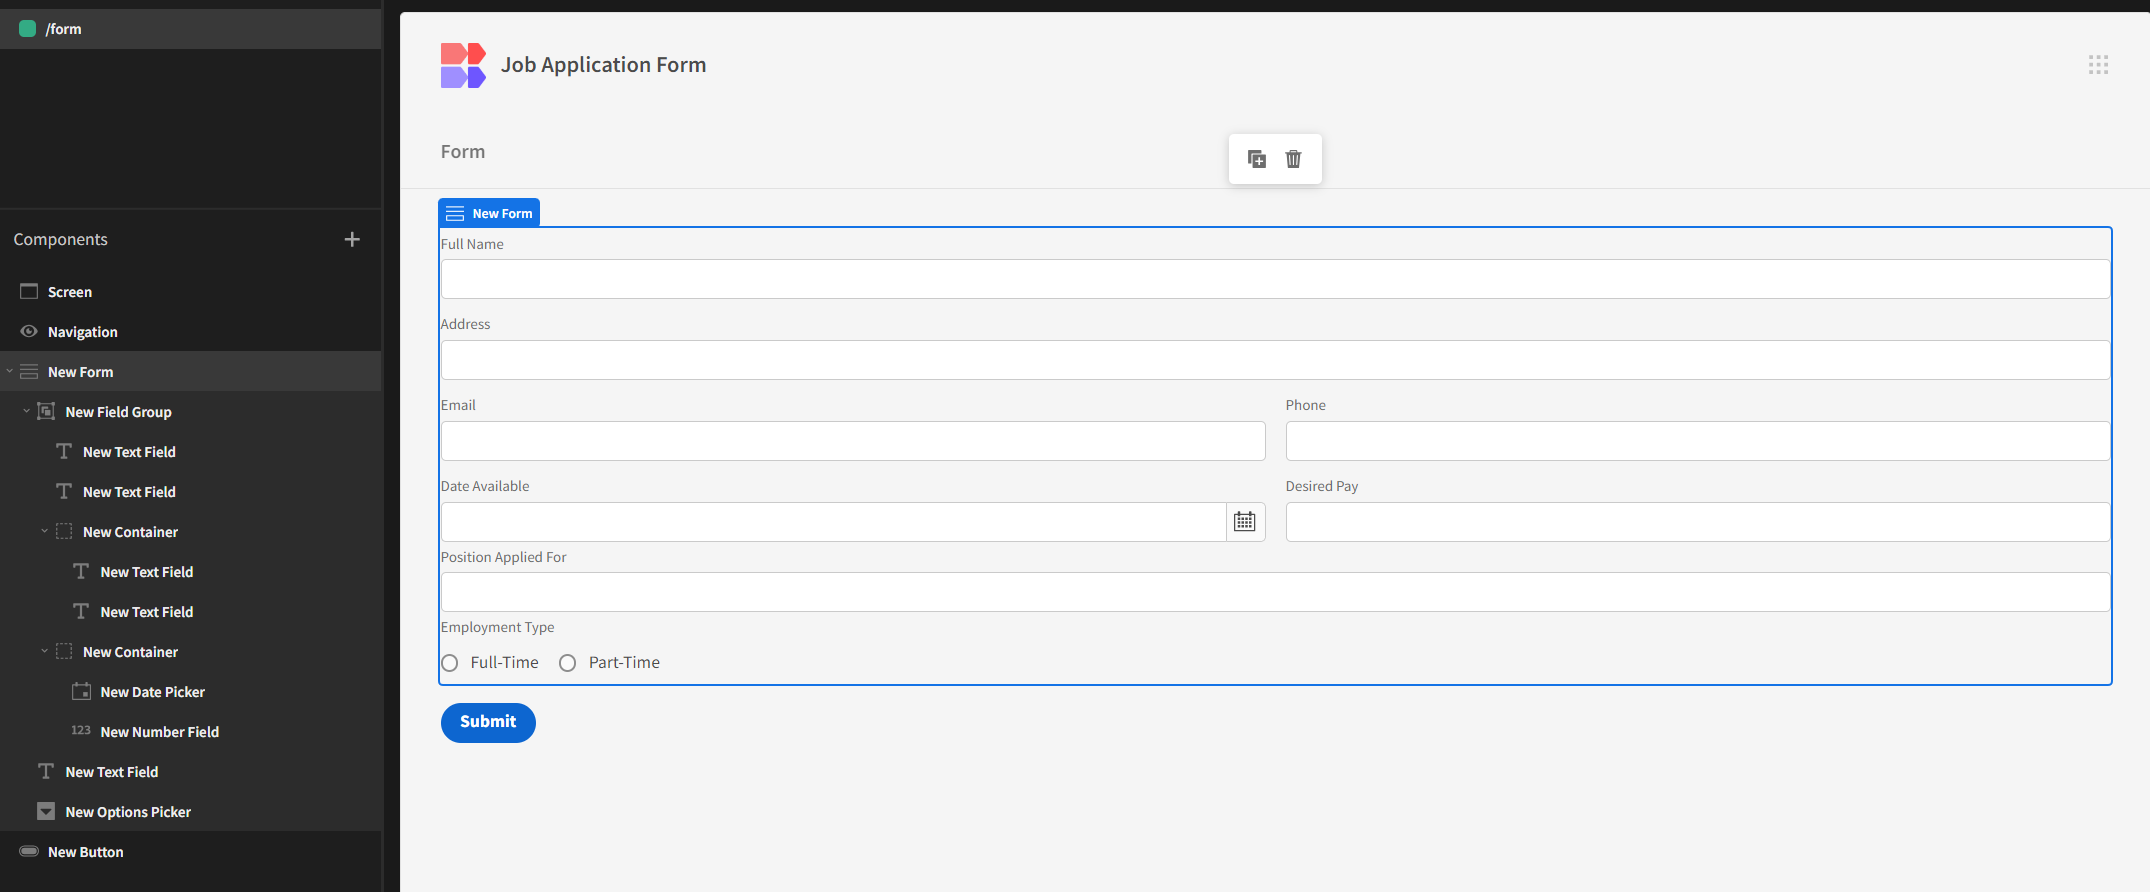 /form
Components
Screen
Navigation
New Form
New Field Group
New Text Field
New Text Field
New Container
New Text Field
New Text Field
New Container
New Date Picker
123 New Number Field
New Text Field
New Options Picker
New Button
Job Application Form
Form
New Form
Full Name
Address
Email Phone
Date Available Desired Pay
Position Applied For
Employment Type
Full-Time Part-Time
Submit